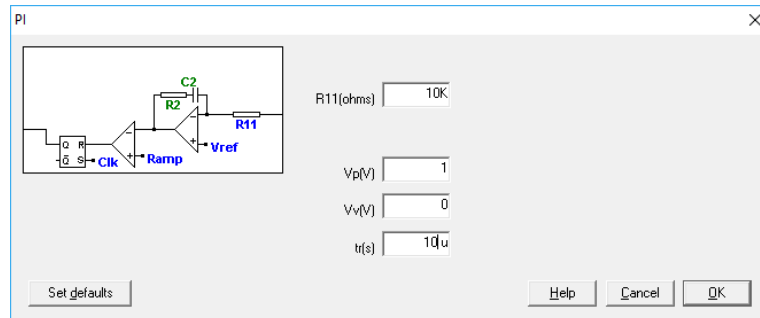 PI
C2
R2
R11
Vref
Ramp
Q R
Q̅ S
Clk
R11(ohms) 10K
Vp(V) 1
Vv(V) 0
tr(s) 10u
Set defaults
Help Cancel OK